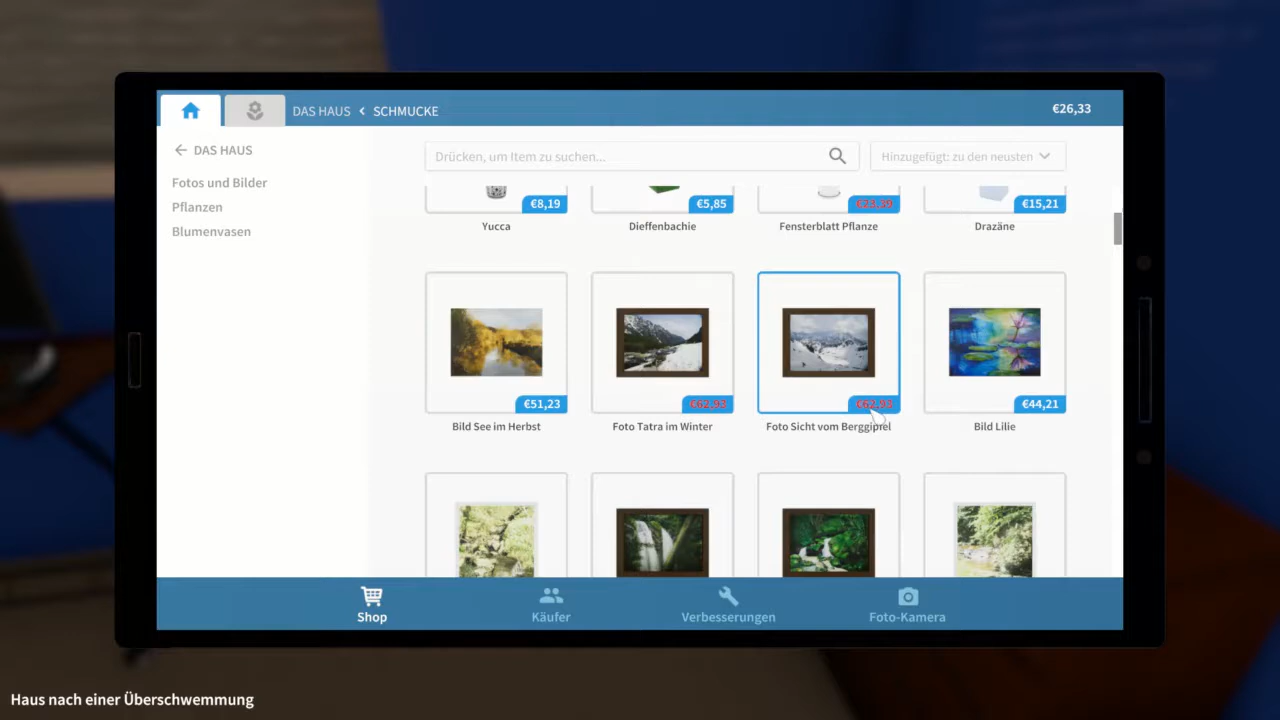 DAS HAUS < SCHMUCKE
€26,33
← DAS HAUS
Fotos und Bilder
Pflanzen
Blumenvasen
Drücken, um Item zu suchen...
Hinzugefügt: zu den neusten
€8,19
€5,85
€23,39
€15,21
Yucca
Dieffenbachie
Fensterblatt Pflanze
Drazäne
€51,23
€62,93
€62,93
€44,21
Bild See im Herbst
Foto Tatra im Winter
Foto Sicht vom Berggipfel
Bild Lilie
Shop
Käufer
Verbesserungen
Foto-Kamera
Haus nach einer Überschwemmung